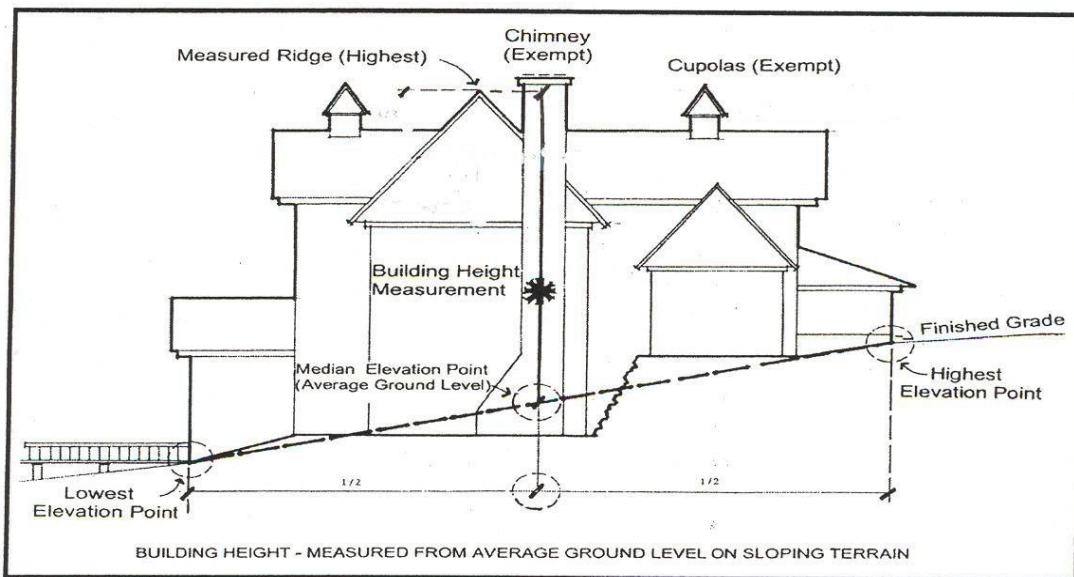 Chimney
(Exempt)
Measured Ridge (Highest)
Cupolas (Exempt)
Building Height
Measurement
Finished Grade
Median Elevation Point
(Average Ground Level)
Highest
Elevation Point
Lowest
Elevation Point
1/2
1/2
BUILDING HEIGHT - MEASURED FROM AVERAGE GROUND LEVEL ON SLOPING TERRAIN